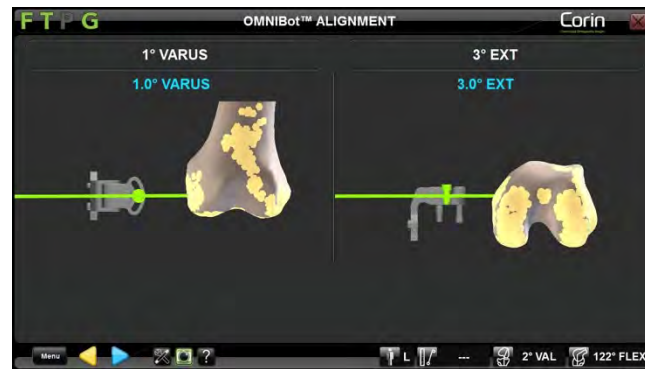 F T P G
OMNIBot™ ALIGNMENT
Corin
1° VARUS
3° EXT
1.0° VARUS
3.0° EXT
Menu
?
L
---
2° VAL
122° FLEX